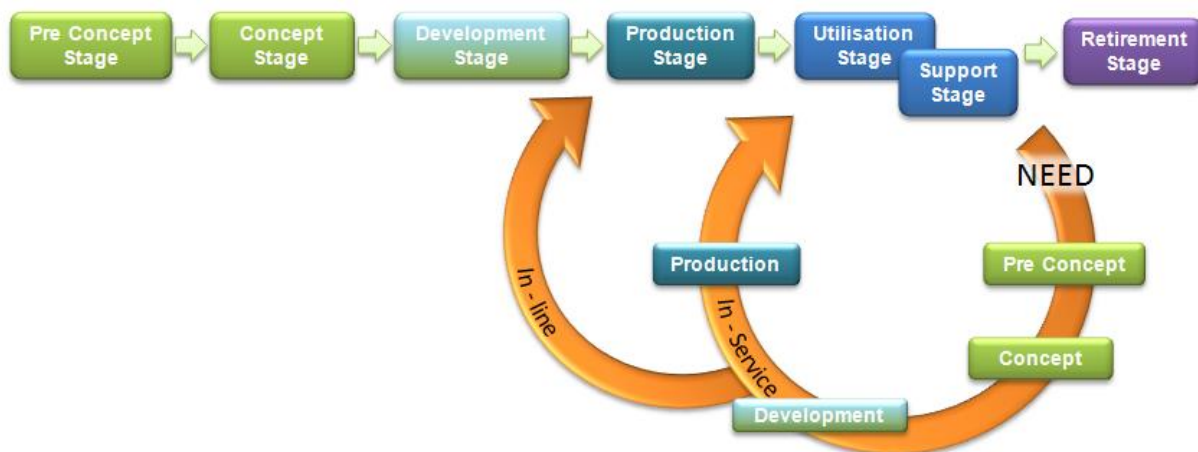 Pre Concept
Stage
Concept
Stage
Development
Stage
Production
Stage
Utilisation
Stage
Support
Stage
Retirement
Stage
NEED
Production
Pre Concept
In - line
In - Service
Concept
Development